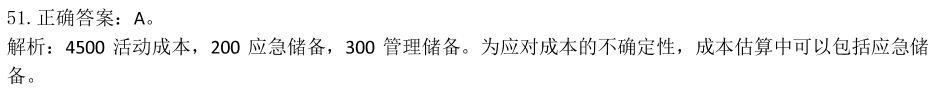 51. 正确答案：A。
解析：4500 活动成本，200 应急储备，300 管理储备。为应对成本的不确定性，成本估算中可以包括应急储
备。